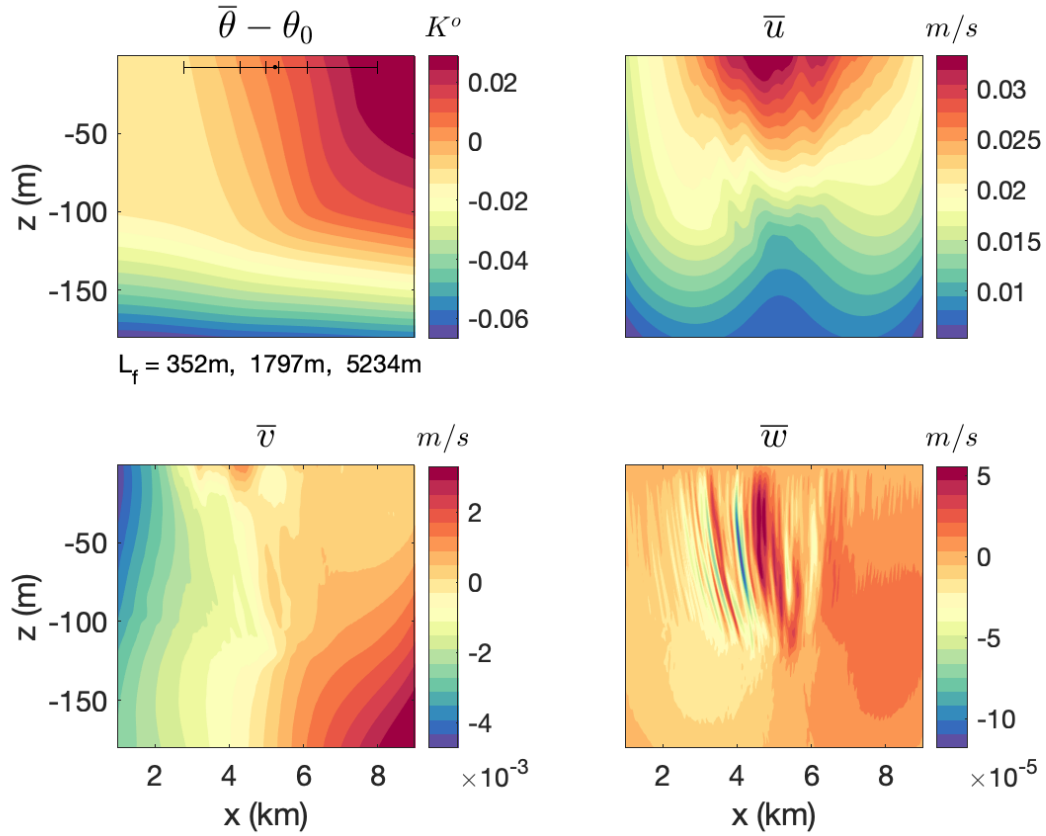 θ̅ − θ₀ K°
0.02
0
-0.02
-0.04
-0.06
-50
-100
-150
z (m)
L_f = 352m, 1797m, 5234m
u̅ m/s
0.03
0.025
0.02
0.015
0.01
v̅ m/s
2
0
-2
-4
×10⁻³
-50
-100
-150
z (m)
2 4 6 8
x (km)
w̅ m/s
5
0
-5
-10
×10⁻⁵
2 4 6 8
x (km)